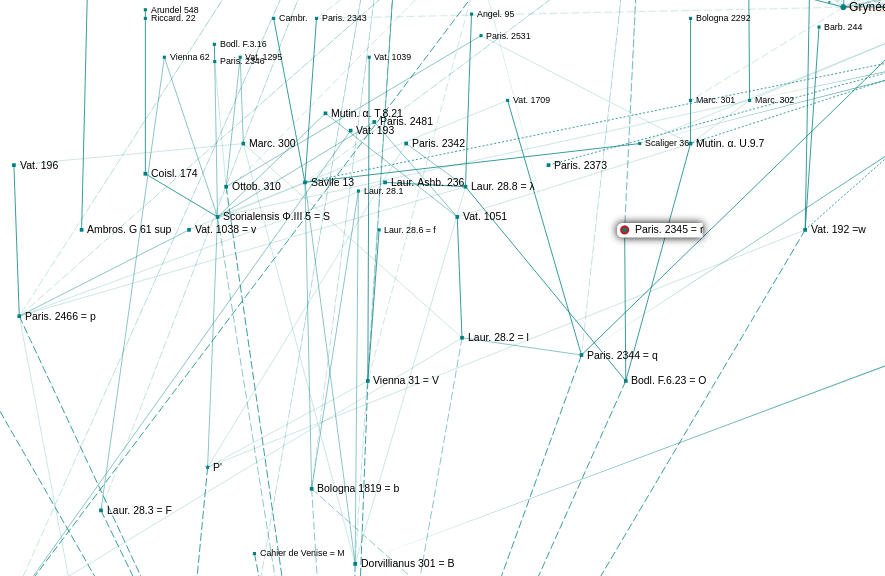 Arundel 548
Riccard. 22
Cambr.
Paris. 2343
Angel. 95
Bologna 2292
Barb. 244
Paris. 2531
Bodl. F.3.16
Vienna 62
Paris. 2346
Vat. 1295
Vat. 1039
Vat. 1709
Marc. 301
Marc. 302
Mutin. α. T.8.21
Paris. 2481
Vat. 193
Marc. 300
Paris. 2342
Scaliger 36
Mutin. α. U.9.7
Vat. 196
Coisl. 174
Paris. 2373
Ottob. 310
Savile 13
Laur. Ashb. 236
Laur. 28.8 = λ
Laur. 28.1
Scorialensis Φ.III 5 = S
Vat. 1051
Ambros. G 61 sup
Vat. 1038 = v
Laur. 28.6 = f
Paris. 2345 = r
Vat. 192 =w
Paris. 2466 = p
Laur. 28.2 = l
Paris. 2344 = q
Vienna 31 = V
Bodl. F.6.23 = O
P'
Bologna 1819 = b
Laur. 28.3 = F
Cahier de Venise = M
Dorvillianus 301 = B